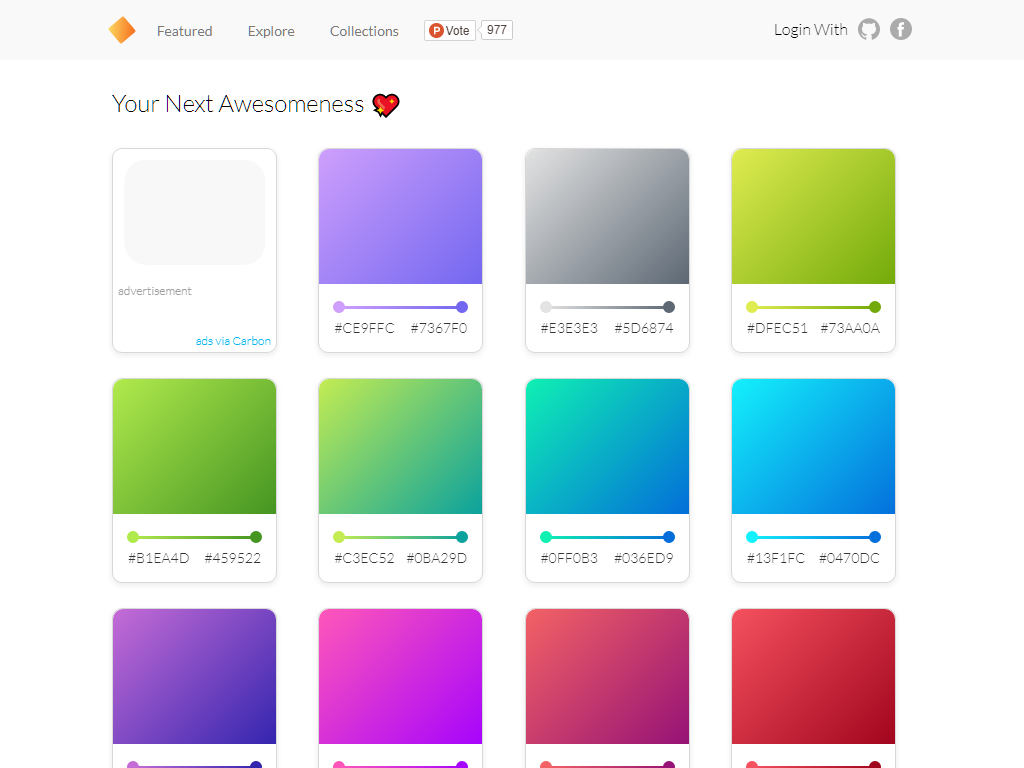 Featured Explore Collections P Vote 977 Login With
Your Next Awesomeness
advertisement
ads via Carbon
#CE9FFC #7367F0
#E3E3E3 #5D6874
#DFEC51 #73AA0A
#B1EA4D #459522
#C3EC52 #0BA29D
#0FF0B3 #036ED9
#13F1FC #0470DC